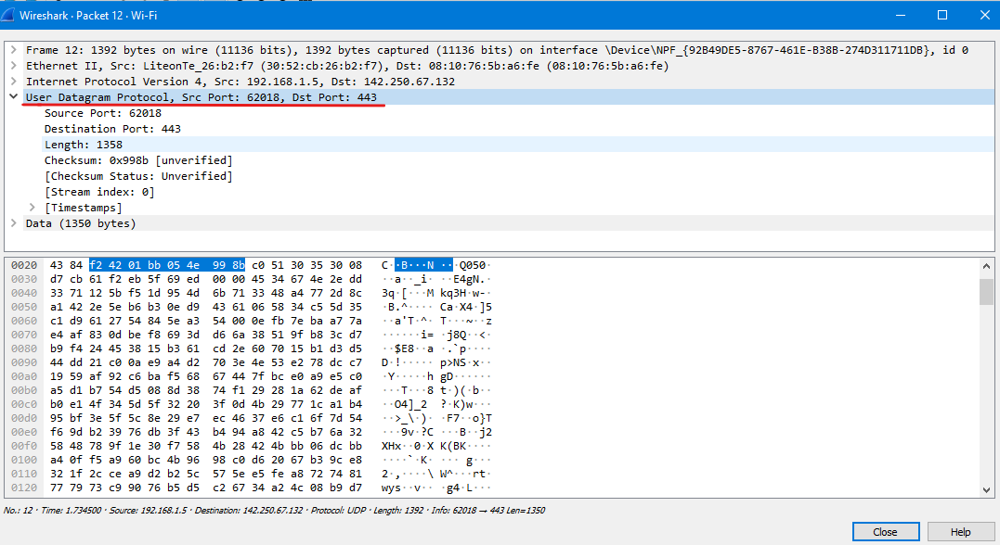 Wireshark · Packet 12 · Wi-Fi
Frame 12: 1392 bytes on wire (11136 bits), 1392 bytes captured (11136 bits) on interface \Device\NPF_{92B49DE5-8767-461E-B38B-274D311711DB}, id 0
Ethernet II, Src: LiteonTe_26:b2:f7 (30:52:cb:26:b2:f7), Dst: 08:10:76:5b:a6:fe (08:10:76:5b:a6:fe)
Internet Protocol Version 4, Src: 192.168.1.5, Dst: 142.250.67.132
User Datagram Protocol, Src Port: 62018, Dst Port: 443
Source Port: 62018
Destination Port: 443
Length: 1358
Checksum: 0x998b [unverified]
[Checksum Status: Unverified]
[Stream index: 0]
[Timestamps]
Data (1350 bytes)
0020 43 84 f2 42 01 bb 05 4e 99 8b c0 51 30 35 30 08 C··B···N ···Q050·
0030 d7 cb 61 f2 eb 5f 69 ed 00 00 45 34 67 4e 2e dd ··a··_i· ··E4gN.·
0040 33 71 12 5b f5 1d 95 4d 6b 71 33 48 a4 77 2d 8c 3q·[···M kq3H·w-·
0050 a1 42 2e 5e b6 b3 0e d9 43 61 06 58 34 c5 5d 35 ·B.^···· Ca·X4·]5
0060 c1 d9 61 27 54 84 5e a3 54 00 0e fb 7e ba a7 7a ··a'T·^· T···~··z
0070 e4 af 83 0d be f8 69 3d d6 6a 38 51 9f b8 3c d7 ······i= ·j8Q··<·
0080 b9 f4 24 45 38 15 b3 61 cd 2e 60 70 15 b1 d3 d5 ··$E8··a ·.`p····
0090 44 dd 21 c0 0a e9 a4 d2 70 3e 4e 53 e2 78 dc c7 D·!····· p>NS·x··
00a0 19 59 af 92 c6 ba f5 68 67 44 7f bc e0 a9 e5 c0 ·Y·····h gD······
00b0 a5 d1 b7 54 d5 08 8d 38 74 f1 29 28 1a 62 de af ···T···8 t·)(·b··
00c0 b0 e1 4f 34 5d 5f 32 20 3f 0d 4b 29 77 1c a1 b4 ··O4]_2 ?·K)w···
00d0 95 bf 3e 5f 5c 8e 29 e7 ec 46 37 e6 c1 6f 7d 54 ··>_\·)· ·F7··o}T
00e0 f6 9d b2 39 76 db 3f 43 b4 94 a8 42 c5 b7 6a 32 ···9v·?C ···B··j2
00f0 58 48 78 9f 1e 30 f7 58 4b 28 42 4b bb 06 dc bb XHx··0·X K(BK····
0100 a4 0f f5 a9 60 bc 4b 96 98 c0 d6 20 67 b3 9c e8 ····`·K· ··· g···
0110 32 1f 2c ce a9 d2 b2 5c 57 5e e5 fe a8 72 74 81 2·,····\ W^···rt·
0120 77 79 73 c9 90 76 b5 d5 c2 67 34 a2 4c 08 b9 d7 wys··v·· ·g4·L···
No.: 12 · Time: 1.734500 · Source: 192.168.1.5 · Destination: 142.250.67.132 · Protocol: UDP · Length: 1392 · Info: 62018 → 443 Len=1350
Close Help